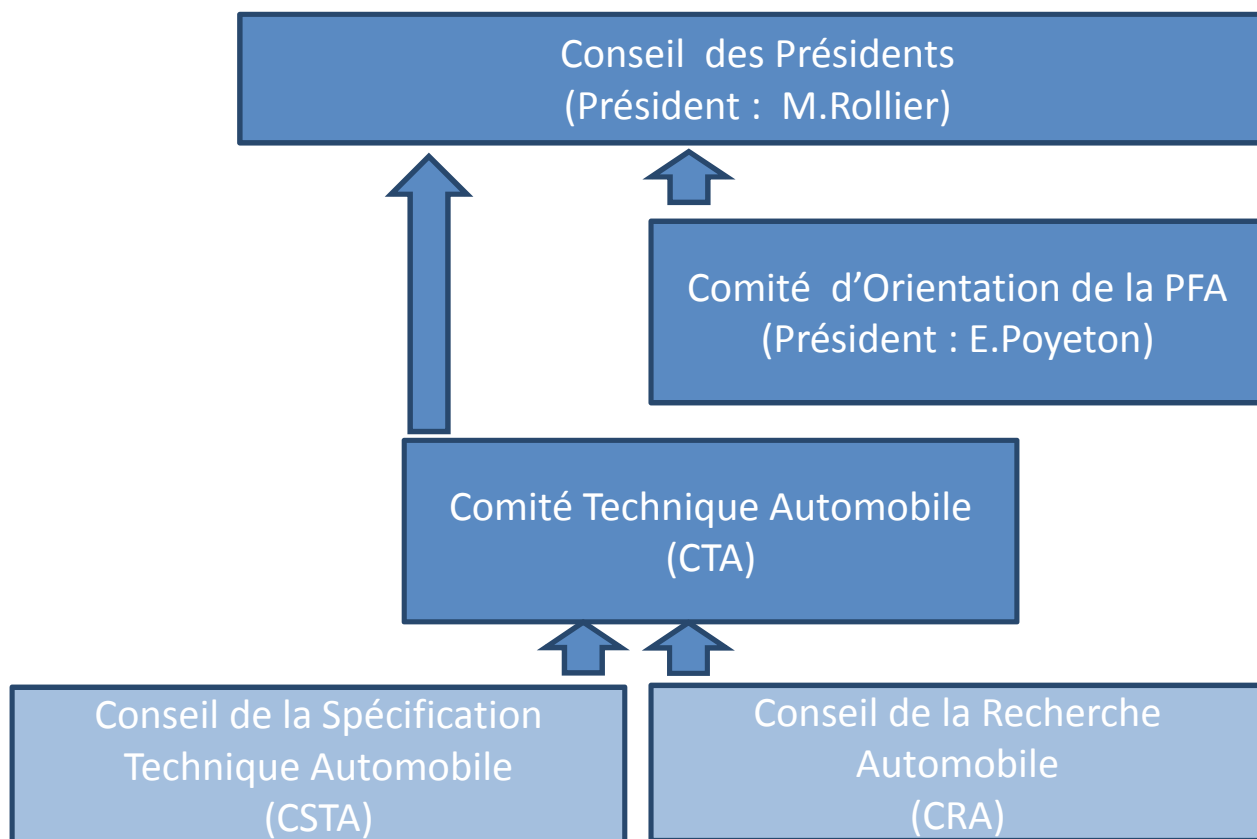 Conseil  des Présidents
(Président :  M.Rollier)
Comité  d’Orientation de la PFA
(Président : E.Poyeton)
Comité Technique Automobile
(CTA)
Conseil de la Spécification
Technique Automobile
(CSTA)
Conseil de la Recherche
Automobile
(CRA)